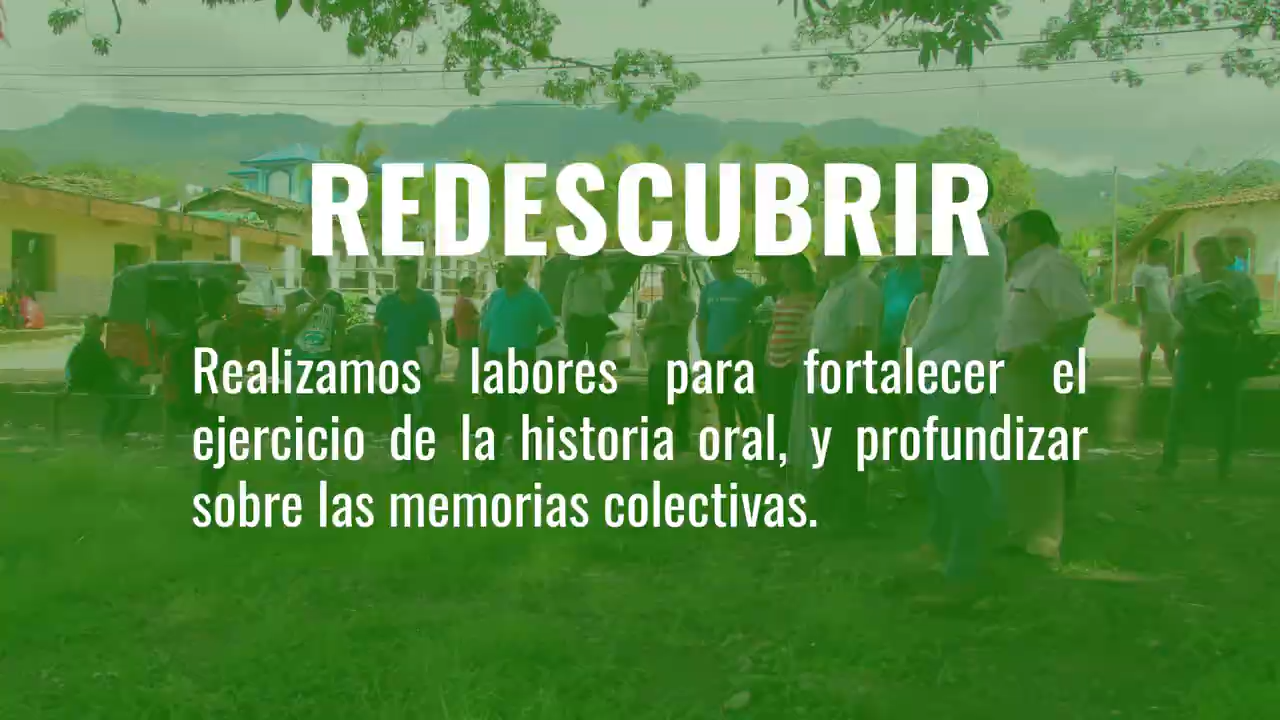 REDESCUBRIR
Realizamos labores para fortalecer el
ejercicio de la historia oral, y profundizar
sobre las memorias colectivas.